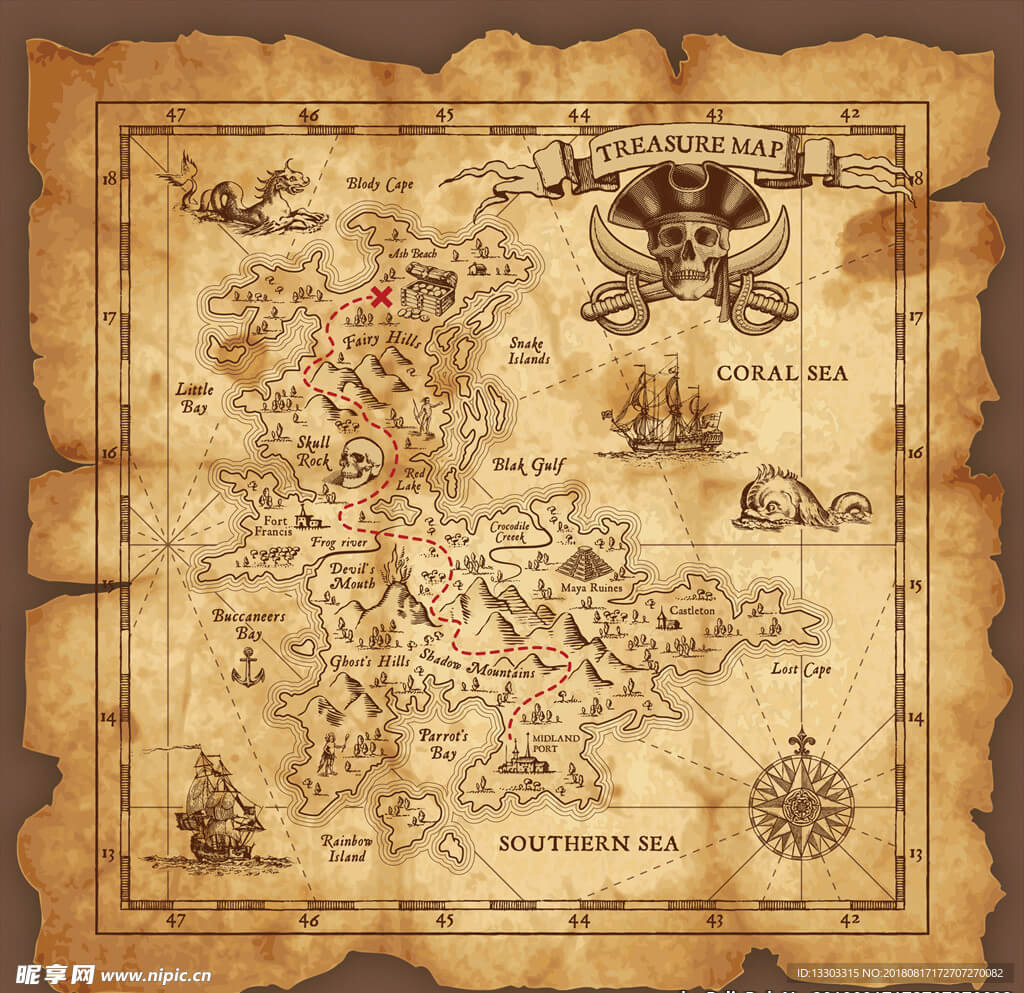 47 46 45 44 43 42
TREASURE MAP
18
18
Blody Cape
Ash Beach
17
17
Fairy Hills
Snake
Islands
CORAL SEA
Little
Bay
Skull
Rock
16
16
Red
Lake
Blak Gulf
Fort
Francis
Crocodile
Creeek
Frog river
Devil's
Mouth
15
15
Maya Ruines
Castleton
Buccaneers
Bay
Ghost's Hills
Shadow Mountains
Lost Cape
14
14
Parrot's
Bay
MIDLAND
PORT
Rainbow
Island
SOUTHERN SEA
13
13
47 46 45 44 43 42
昵享网 www.nipic.cn
ID:13303315 NO:20180817172707270082